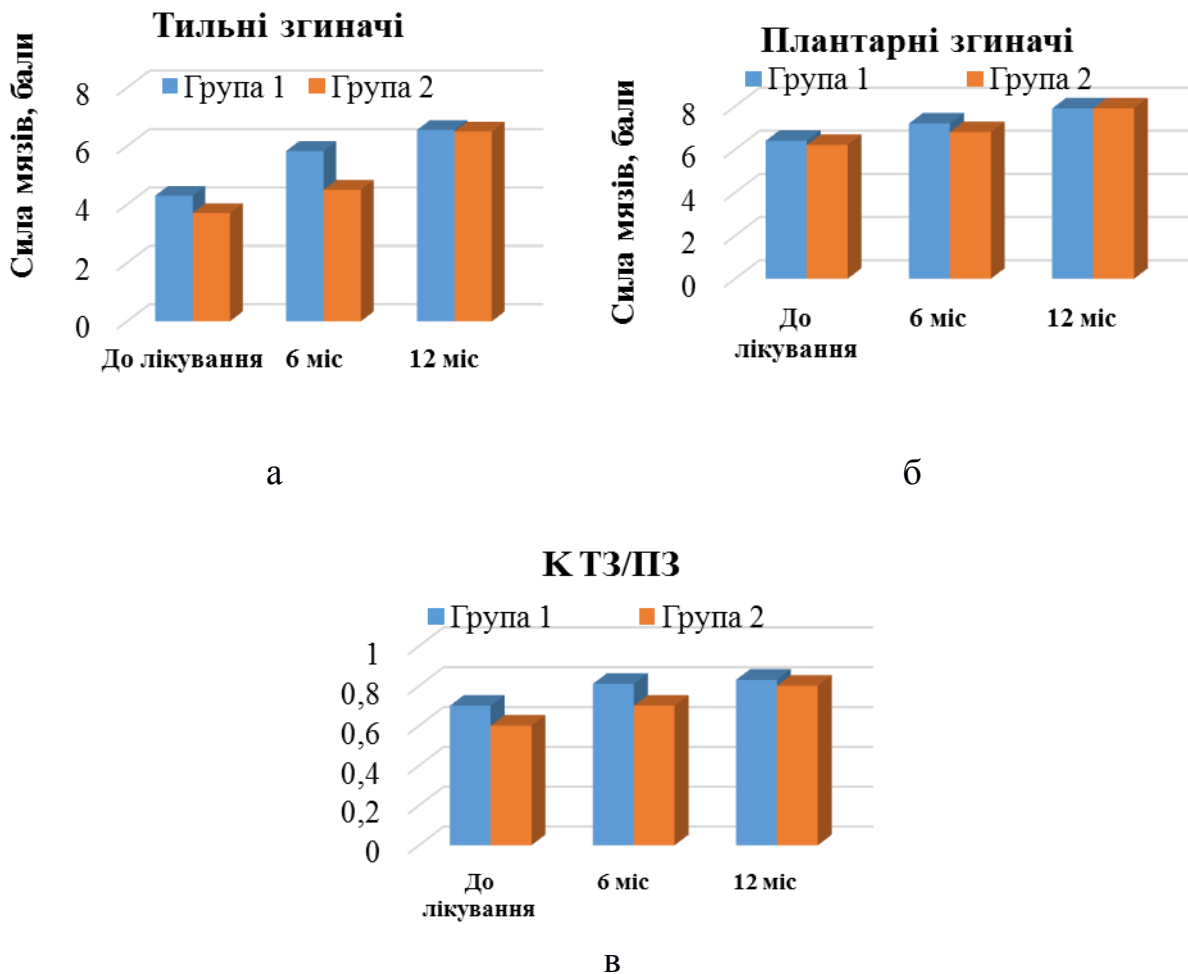 Тильні згиначі
Сила мязів, бали
Група 1 Група 2
8
6
4
2
0
До лікування 6 міс 12 міс
а
Плантарні згиначі
Сила мязів, бали
Група 1 Група 2
8
6
4
2
0
До лікування 6 міс 12 міс
б
К ТЗ/ПЗ
Група 1 Група 2
1
0,8
0,6
0,4
0,2
0
До лікування 6 міс 12 міс
в